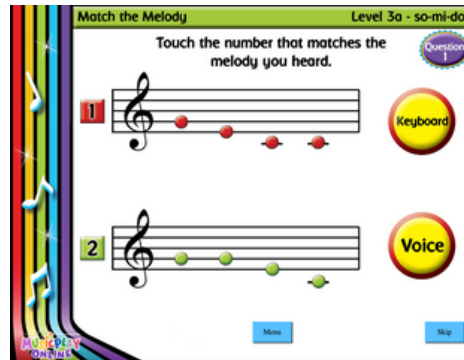 Match the Melody
Level 3a - so-mi-do
Touch the number that matches the
melody you heard.
Question
1
1
Keyboard
2
Voice
Menu
Skip
MUSICPLAY
ONLINE